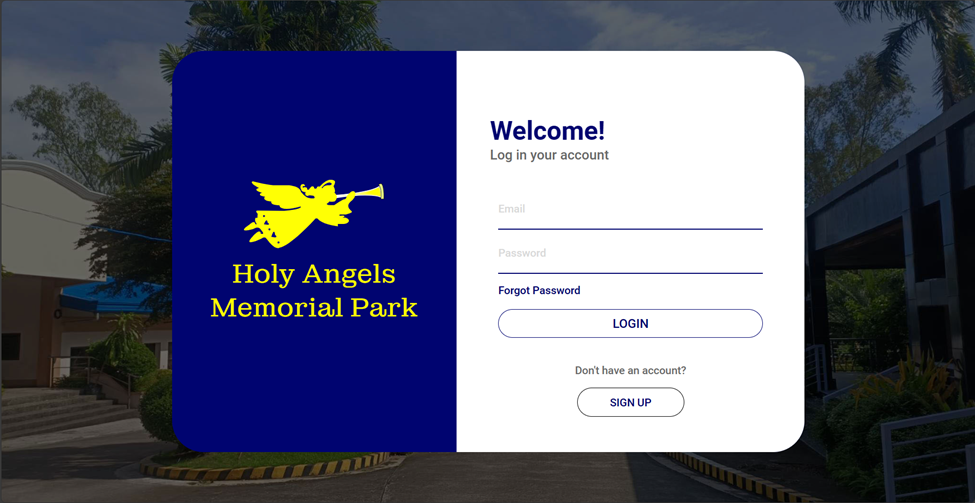 Holy Angels
Memorial Park
Welcome!
Log in your account
Email
Password
Forgot Password
LOGIN
Don't have an account?
SIGN UP